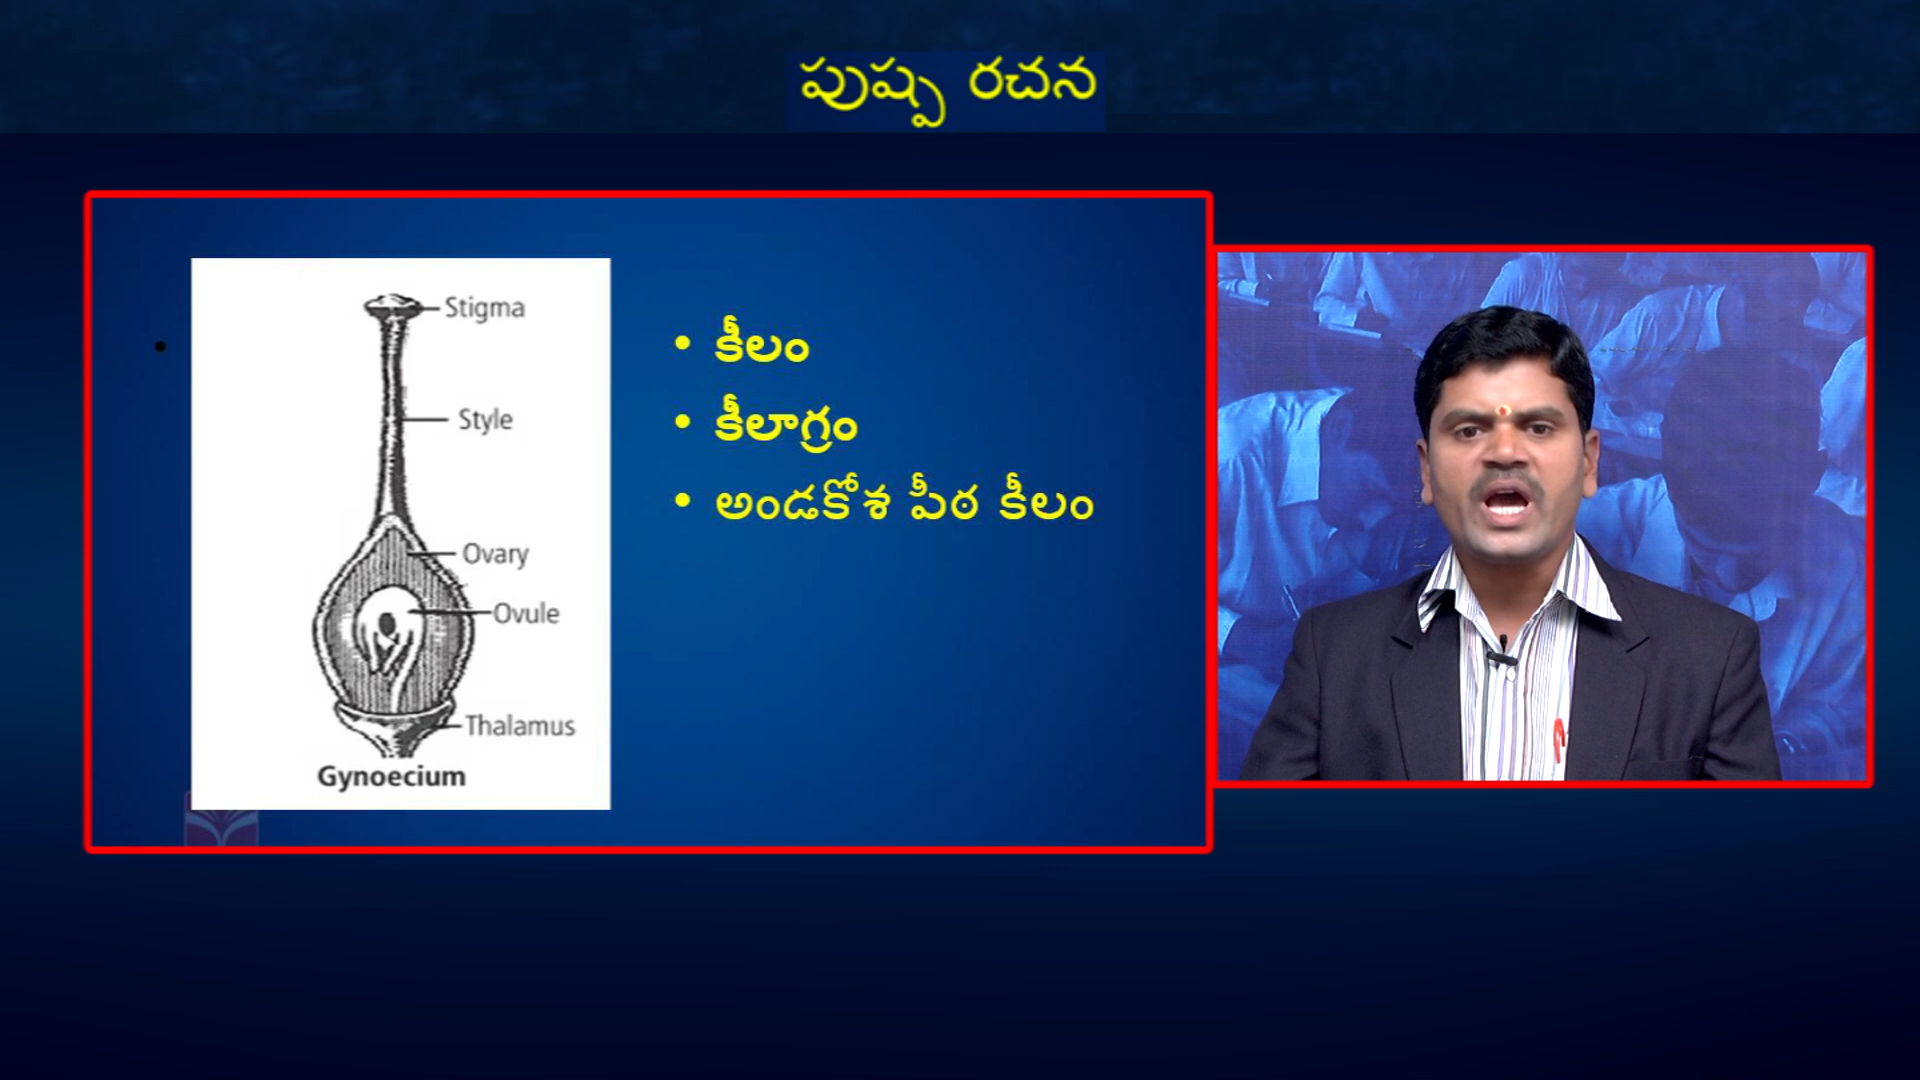 పుష్ప రచన
Stigma
Style
Ovary
Ovule
Thalamus
Gynoecium
• కీలం
• కీలాగ్రం
• అండకోశ పీఠ కీలం